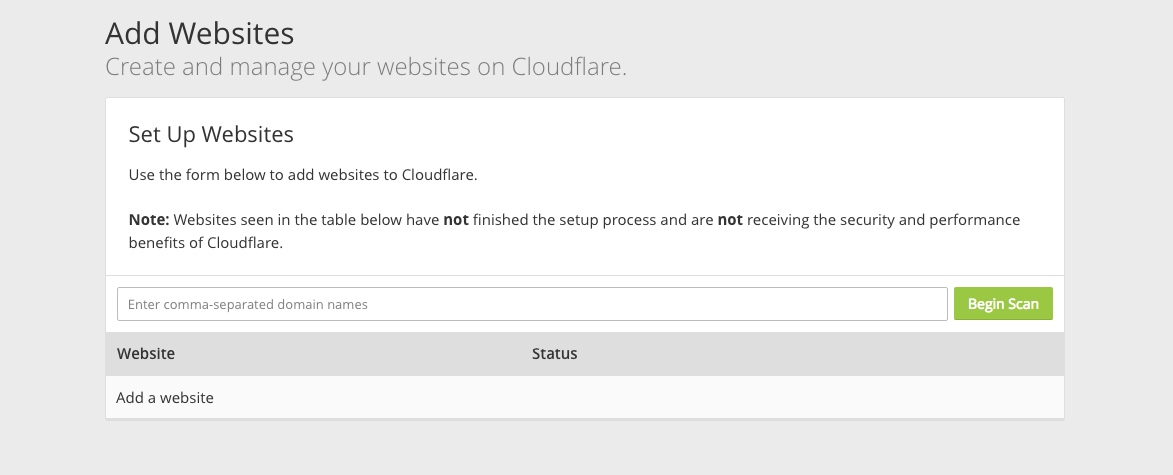 Add Websites
Create and manage your websites on Cloudflare.
Set Up Websites
Use the form below to add websites to Cloudflare.
Note: Websites seen in the table below have not finished the setup process and are not receiving the security and performance
benefits of Cloudflare.
Enter comma-separated domain names
Begin Scan
Website
Status
Add a website